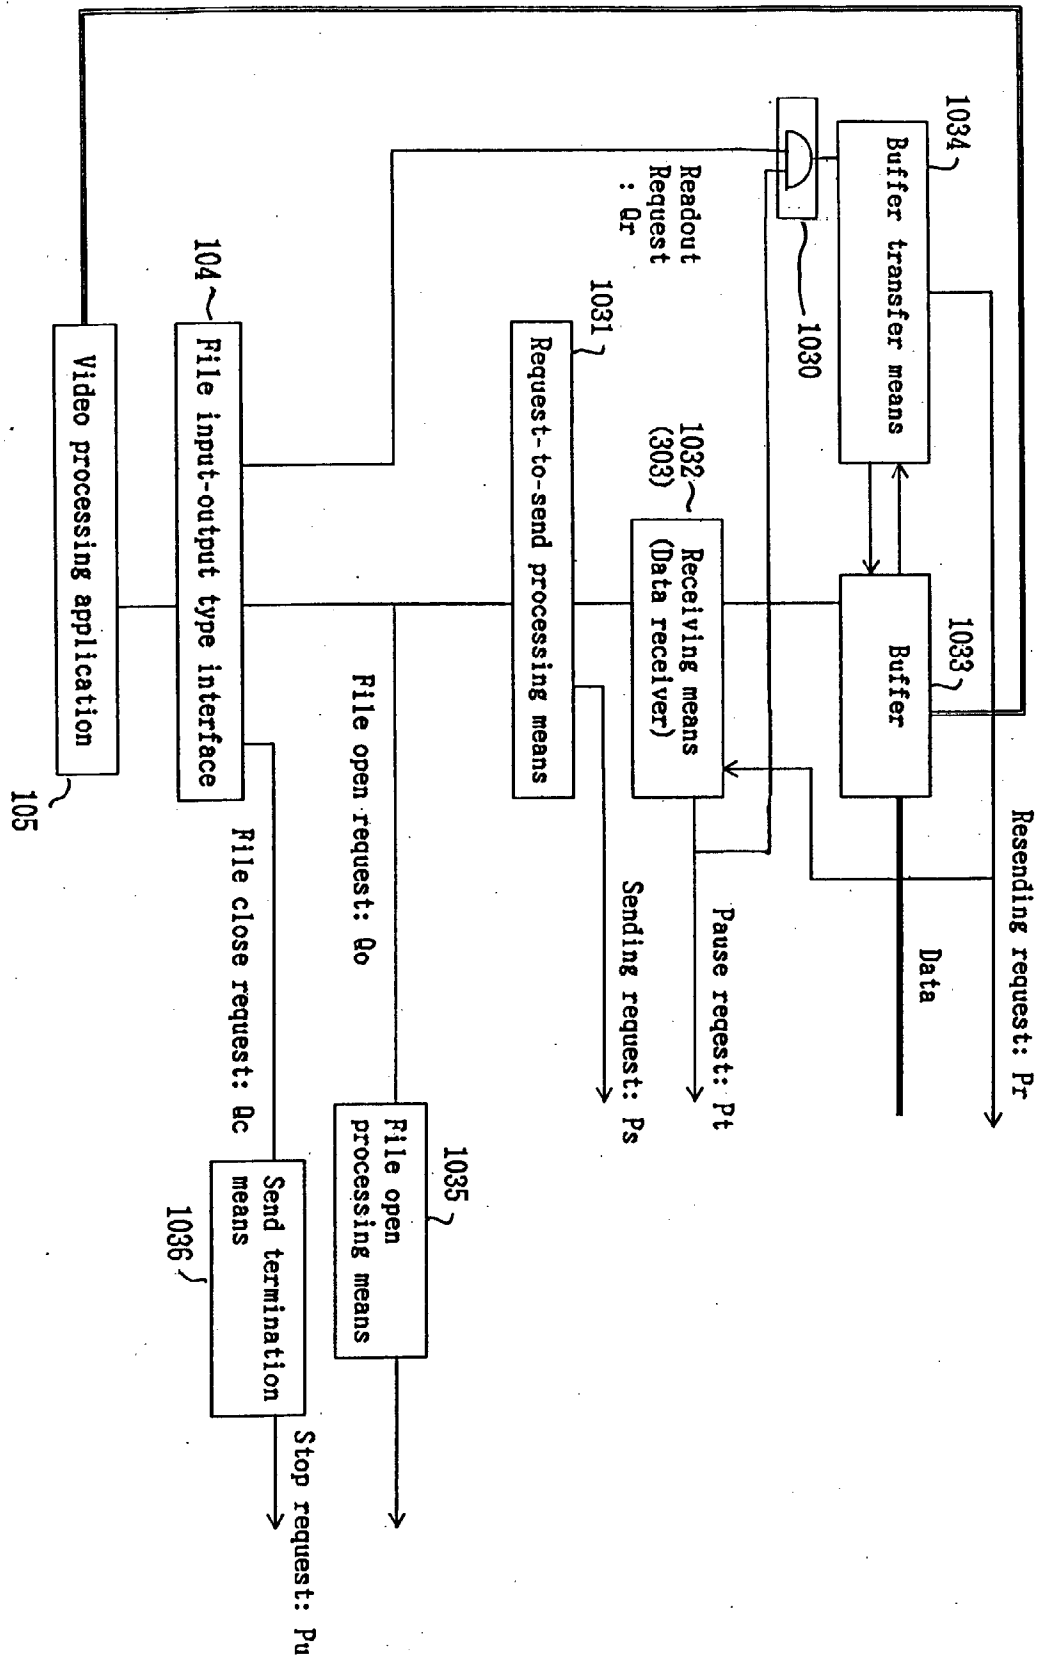 Resending request: Pr
Data
1034
Buffer transfer means
1033
Buffer
1030
Pause reqest: Pt
Readout
Request
: Qr
1032
(303)
Receiving means
(Data receiver)
Sending request: Ps
1031
Request-to-send processing means
1035
File open
processing means
File open request: Qo
104
File input-output type interface
File close request: Qc
Send termination
means
1036
Stop request: Pu
Video processing application
105